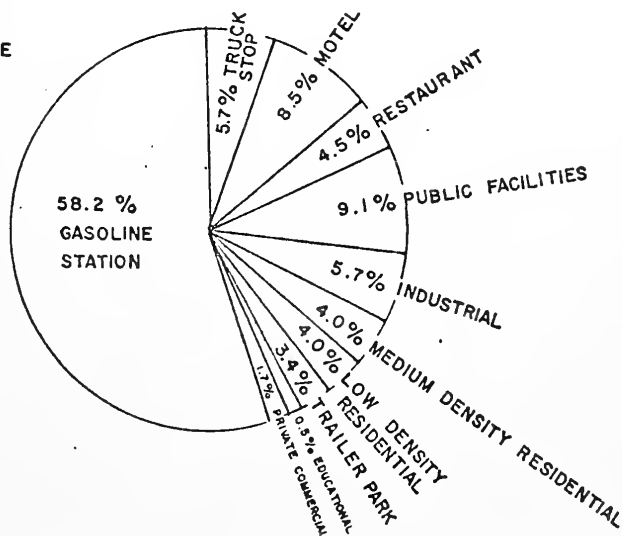 E
58.2 %
GASOLINE
STATION
5.7% TRUCK
STOP
8.5% MOTEL
4.5% RESTAURANT
9.1% PUBLIC FACILITIES
5.7% INDUSTRIAL
4.0% MEDIUM DENSITY RESIDENTIAL
4.0% LOW DENSITY
RESIDENTIAL
3.4% TRAILER PARK
0.5% EDUCATIONAL
1.7% PRIVATE COMMERCIAL